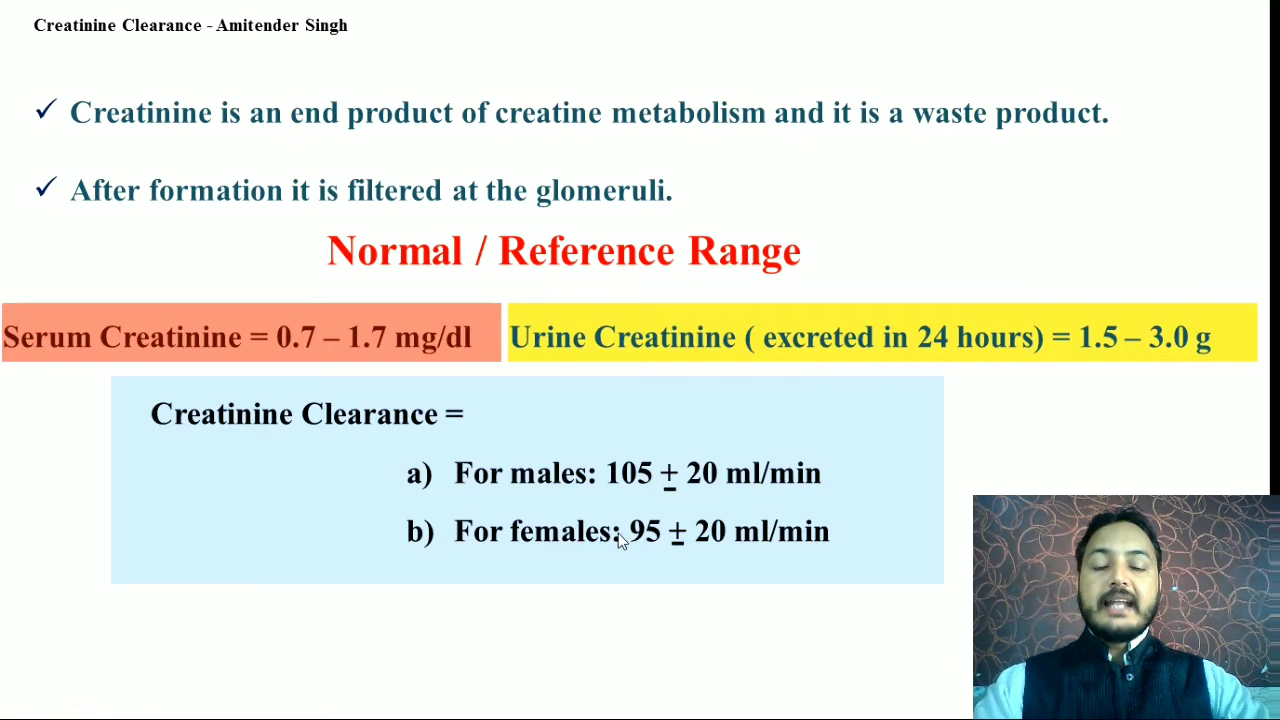 Creatinine Clearance - Amitender Singh
✓ Creatinine is an end product of creatine metabolism and it is a waste product.
✓ After formation it is filtered at the glomeruli.
Normal / Reference Range
Serum Creatinine = 0.7 – 1.7 mg/dl
Urine Creatinine ( excreted in 24 hours) = 1.5 – 3.0 g
Creatinine Clearance =
a) For males: 105 ± 20 ml/min
b) For females: 95 ± 20 ml/min